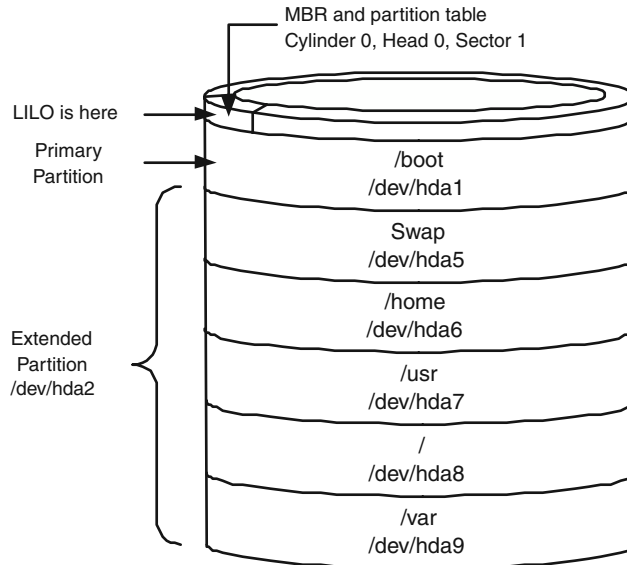 MBR and partition table
Cylinder 0, Head 0, Sector 1
LILO is here
Primary
Partition
/boot
/dev/hda1
Swap
/dev/hda5
/home
/dev/hda6
Extended
Partition
/dev/hda2
/usr
/dev/hda7
/
/dev/hda8
/var
/dev/hda9